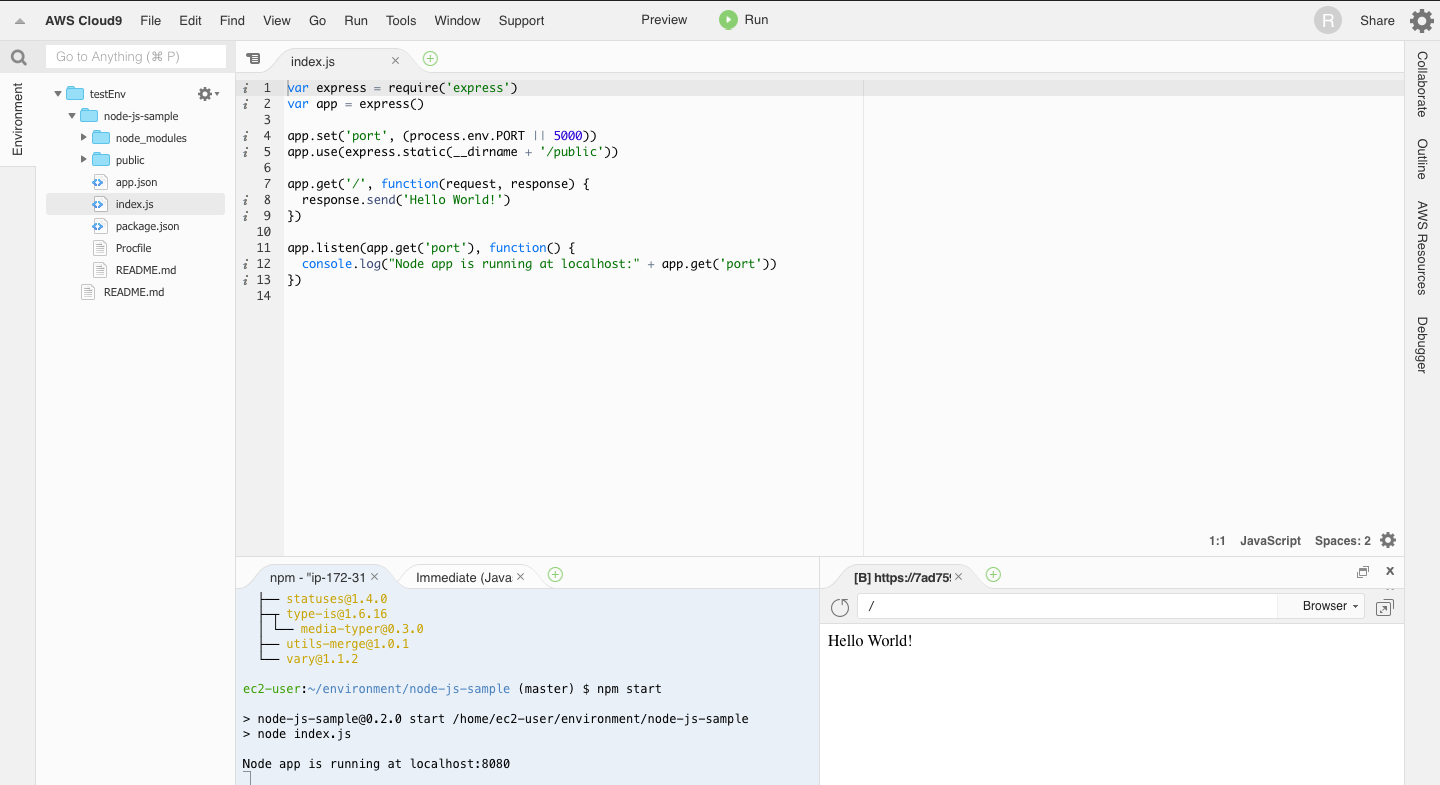 AWS Cloud9 File Edit Find View Go Run Tools Window Support Preview Run R Share
Go to Anything (⌘ P)
Environment
testEnv
node-js-sample
node_modules
public
app.json
index.js
package.json
Procfile
README.md
README.md
index.js
1 var express = require('express')
2 var app = express()
3
4 app.set('port', (process.env.PORT || 5000))
5 app.use(express.static(__dirname + '/public'))
6
7 app.get('/', function(request, response) {
8   response.send('Hello World!')
9 })
10
11 app.listen(app.get('port'), function() {
12   console.log("Node app is running at localhost:" + app.get('port'))
13 })
14
1:1 JavaScript Spaces: 2
Collaborate
Outline
AWS Resources
Debugger
npm - "ip-172-31 Immediate (Java
├── statuses@1.4.0
├─┬ type-is@1.6.16
│ └── media-typer@0.3.0
├── utils-merge@1.0.1
└── vary@1.1.2
ec2-user:~/environment/node-js-sample (master) $ npm start
> node-js-sample@0.2.0 start /home/ec2-user/environment/node-js-sample
> node index.js
Node app is running at localhost:8080
[B] https://7ad75
/ Browser
Hello World!